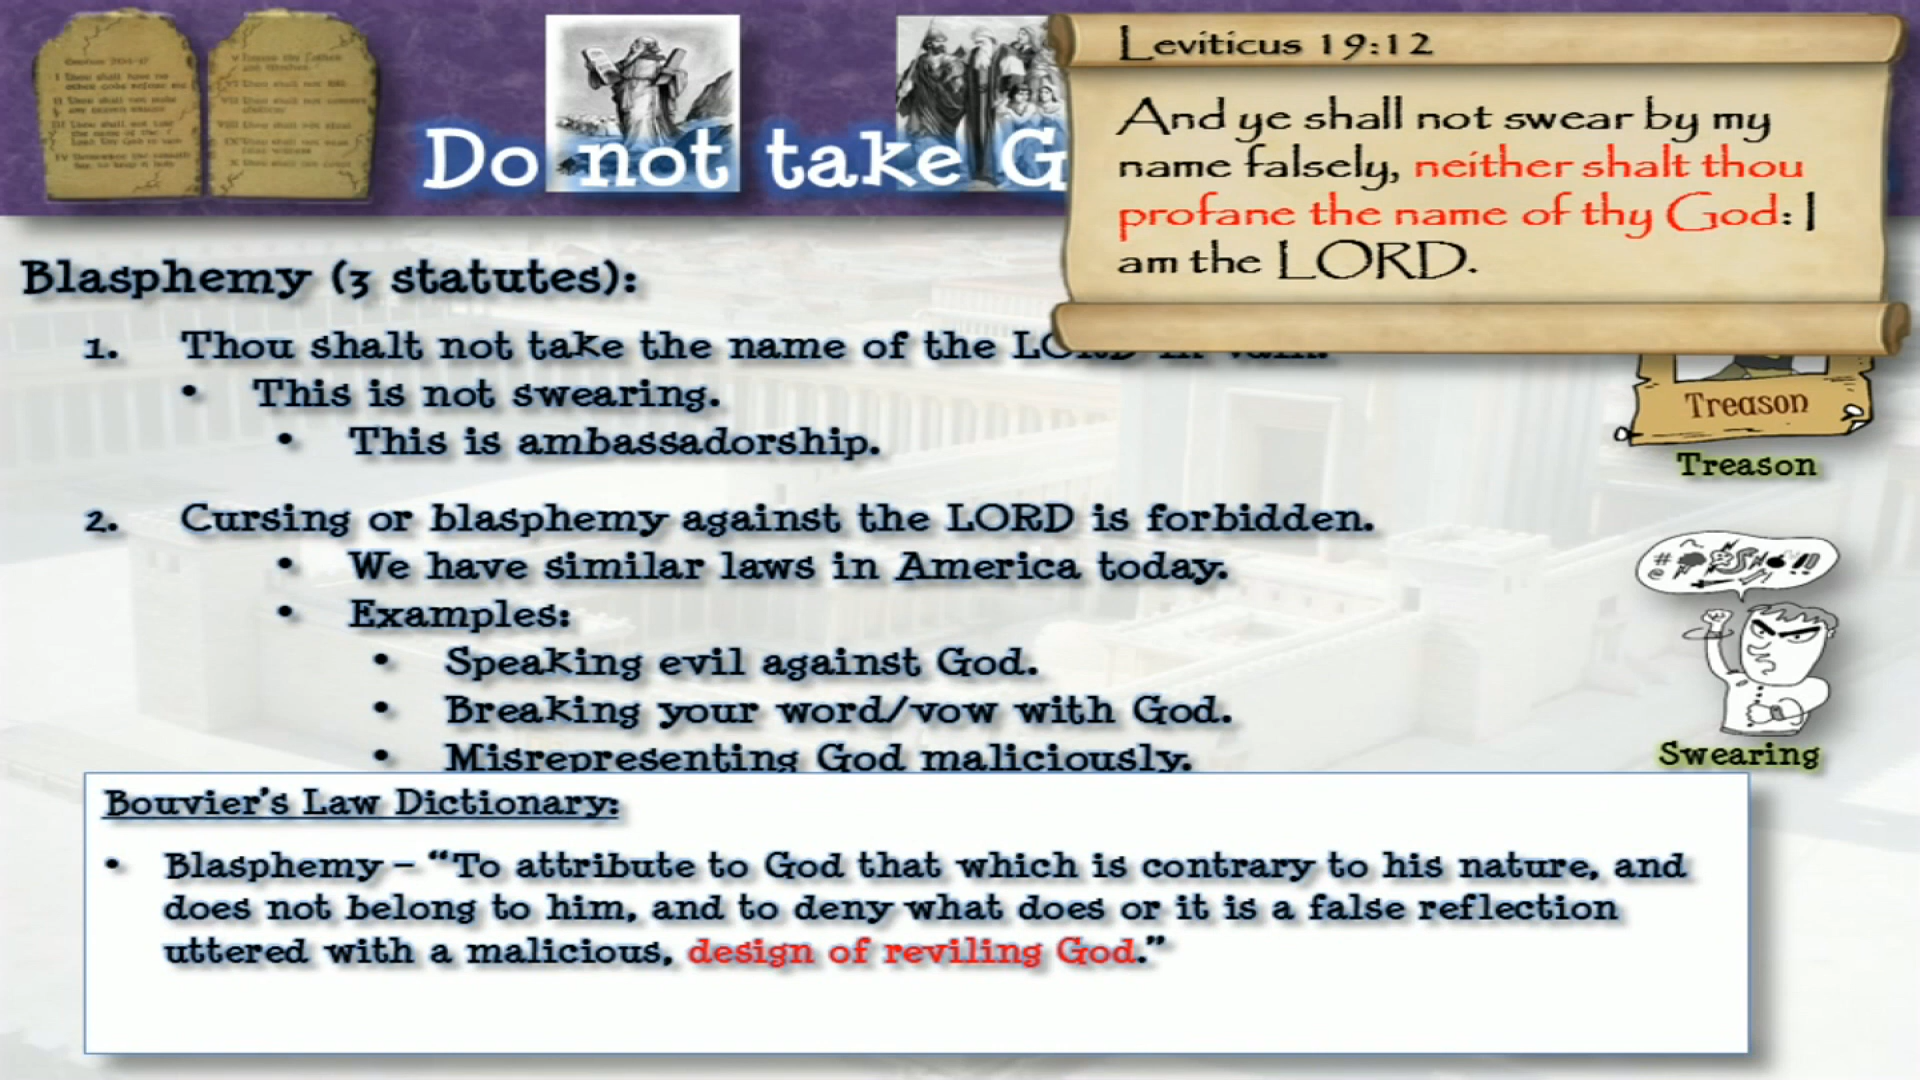 Do not take G
Leviticus 19:12
And ye shall not swear by my
name falsely, neither shalt thou
profane the name of thy God: I
am the LORD.
Blasphemy (3 statutes):
1. Thou shalt not take the name of the LORD in vain.
• This is not swearing.
• This is ambassadorship.
Treason
Treason
2. Cursing or blasphemy against the LORD is forbidden.
• We have similar laws in America today.
• Examples:
• Speaking evil against God.
• Breaking your word/vow with God.
• Misrepresenting God maliciously.
Swearing
Bouvier's Law Dictionary:
• Blasphemy – “To attribute to God that which is contrary to his nature, and
does not belong to him, and to deny what does or it is a false reflection
uttered with a malicious, design of reviling God.”